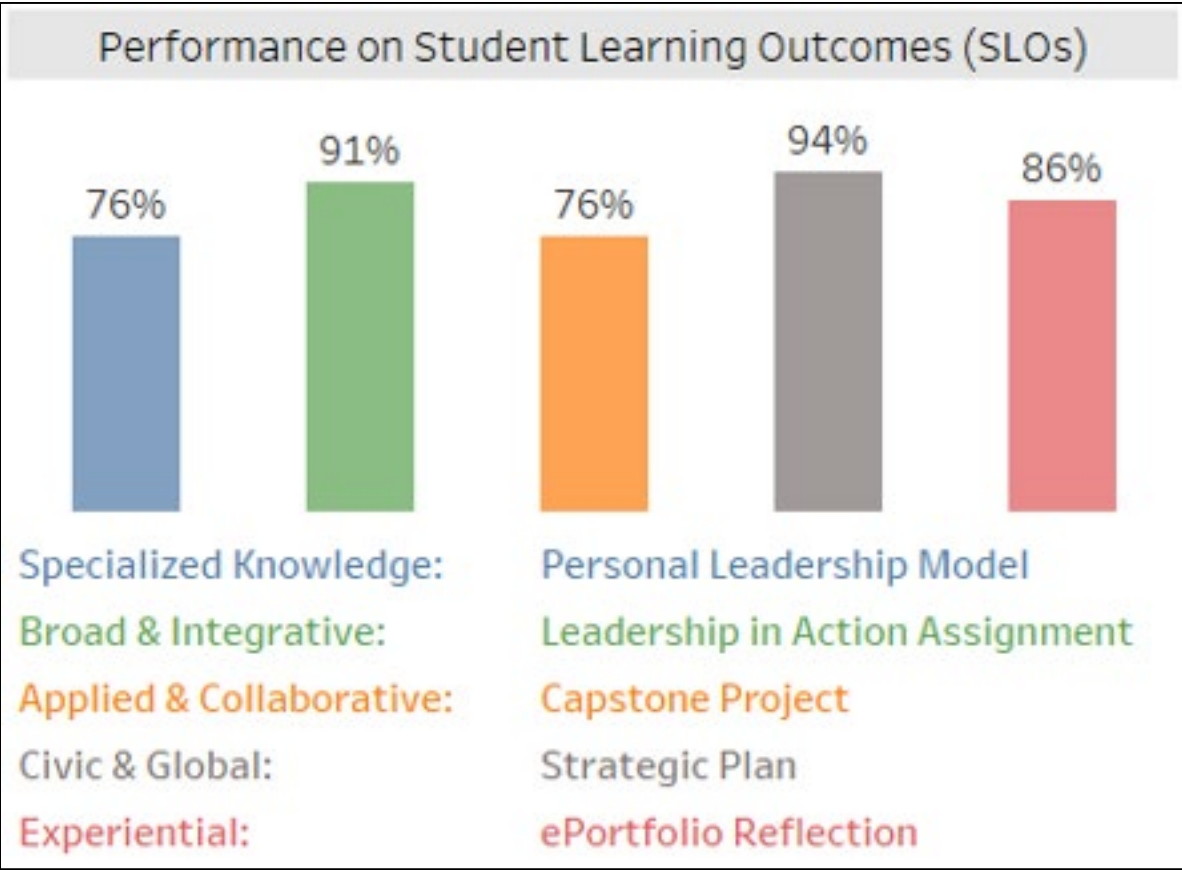 Performance on Student Learning Outcomes (SLOs)
76%
91%
76%
94%
86%
Specialized Knowledge: Personal Leadership Model
Broad & Integrative: Leadership in Action Assignment
Applied & Collaborative: Capstone Project
Civic & Global: Strategic Plan
Experiential: ePortfolio Reflection